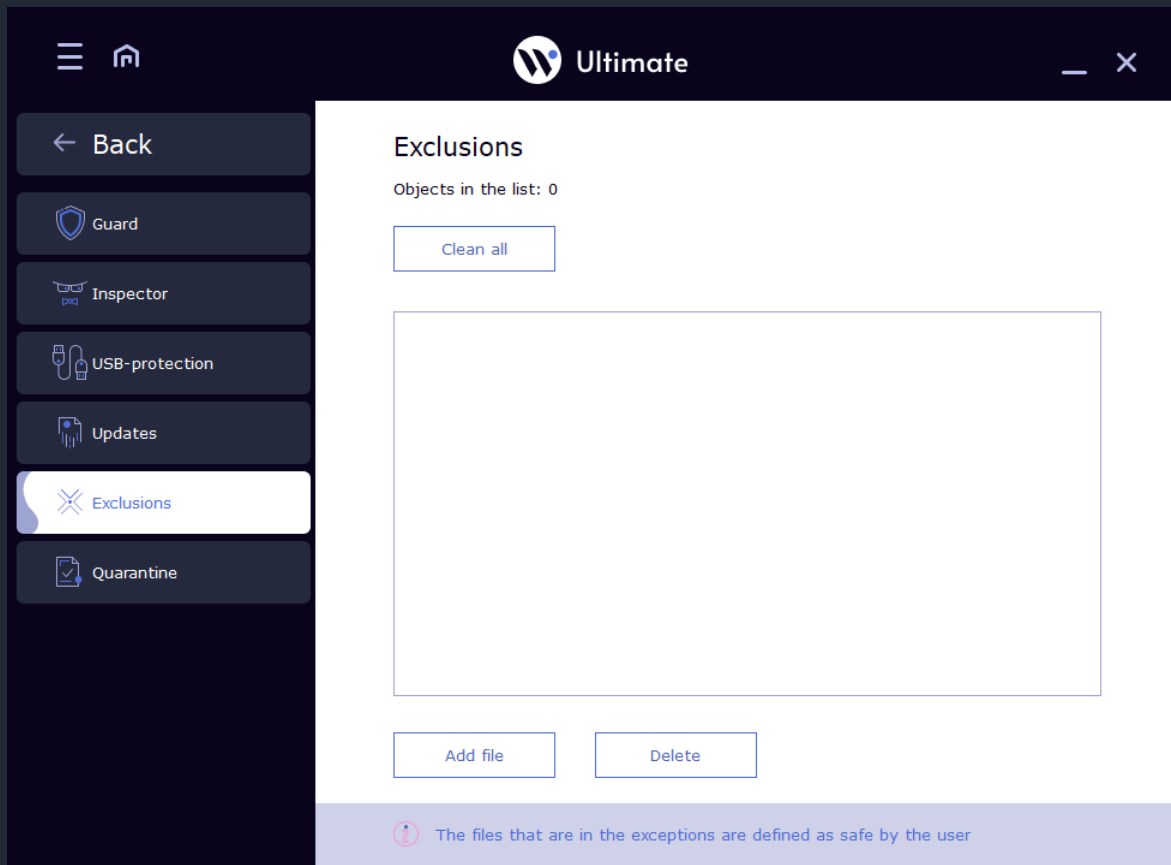 Ultimate
Back
Guard
Inspector
USB-protection
Updates
Exclusions
Quarantine
Exclusions
Objects in the list: 0
Clean all
Add file
Delete
The files that are in the exceptions are defined as safe by the user